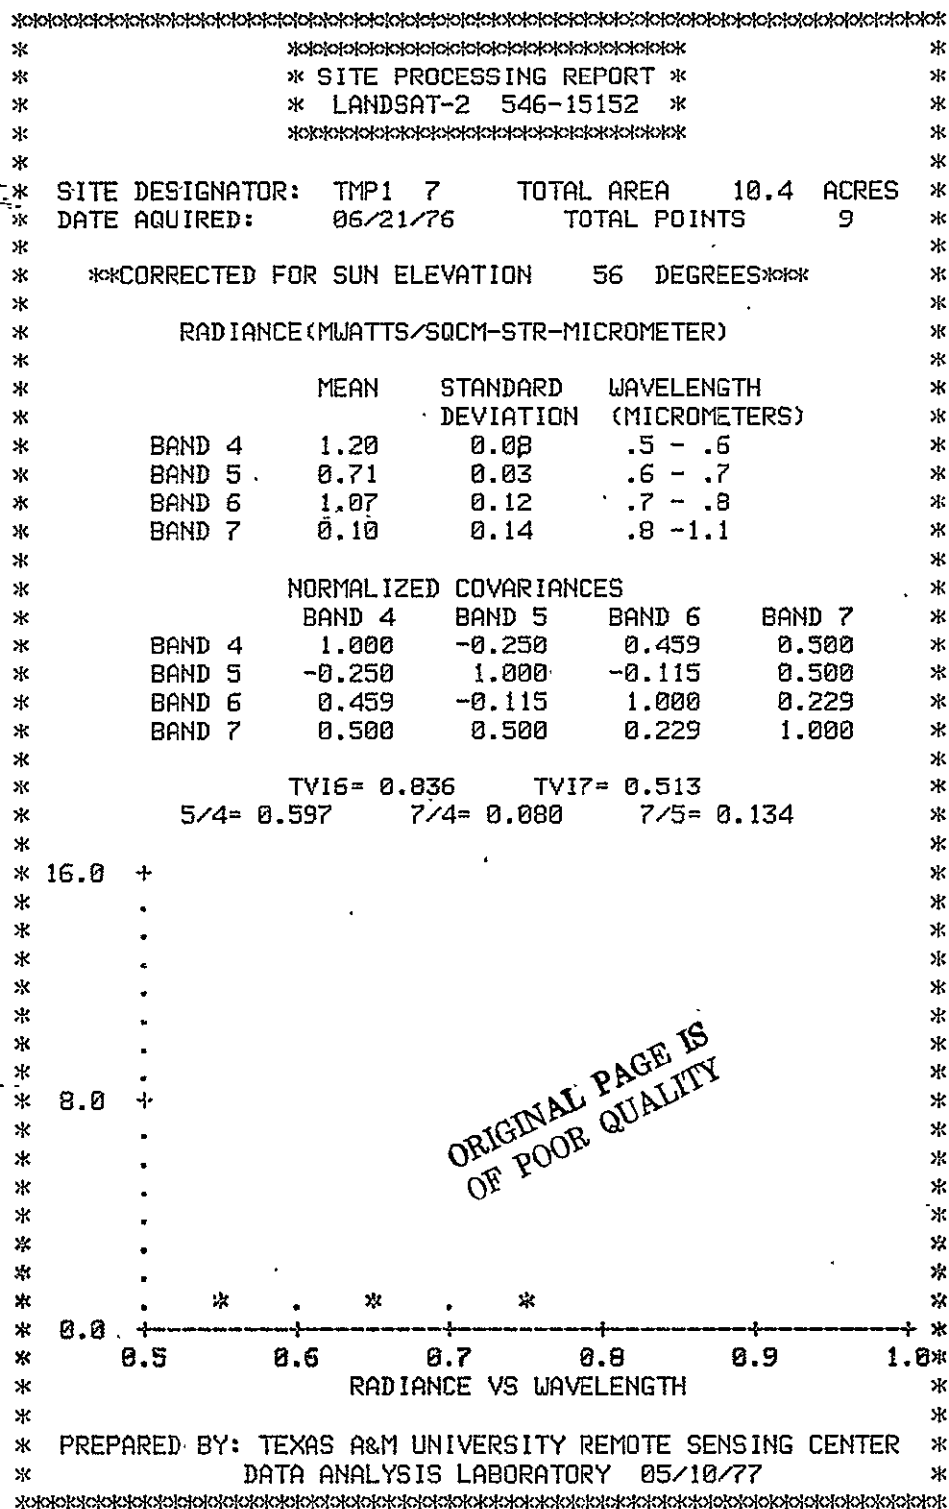 * SITE PROCESSING REPORT *
* LANDSAT-2 546-15152 *
SITE DESIGNATOR: TMP1 7 TOTAL AREA 10.4 ACRES
DATE AQUIRED: 06/21/76 TOTAL POINTS 9
**CORRECTED FOR SUN ELEVATION 56 DEGREES***
RADIANCE(MWATTS/SQCM-STR-MICROMETER)
MEAN STANDARD WAVELENGTH
DEVIATION (MICROMETERS)
BAND 4 1.20 0.08 .5 - .6
BAND 5 0.71 0.03 .6 - .7
BAND 6 1.07 0.12 .7 - .8
BAND 7 0.10 0.14 .8 -1.1
NORMALIZED COVARIANCES
BAND 4 BAND 5 BAND 6 BAND 7
BAND 4 1.000 -0.250 0.459 0.500
BAND 5 -0.250 1.000 -0.115 0.500
BAND 6 0.459 -0.115 1.000 0.229
BAND 7 0.500 0.500 0.229 1.000
TVI6= 0.836 TVI7= 0.513
5/4= 0.597 7/4= 0.080 7/5= 0.134
16.0
8.0
ORIGINAL PAGE IS
OF POOR QUALITY
0.0
0.5 0.6 0.7 0.8 0.9 1.0
RADIANCE VS WAVELENGTH
PREPARED BY: TEXAS A&M UNIVERSITY REMOTE SENSING CENTER
DATA ANALYSIS LABORATORY 05/10/77